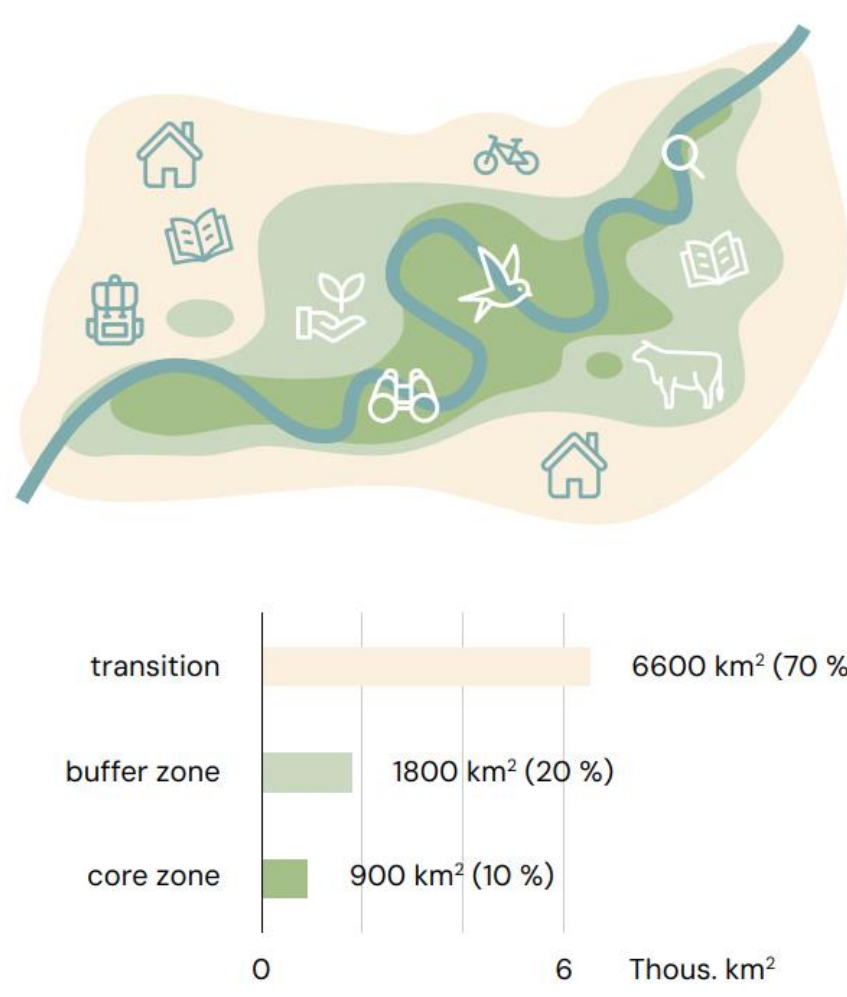 transition 6600 km² (70 %
buffer zone 1800 km² (20 %)
core zone 900 km² (10 %)
0 6 Thous. km²